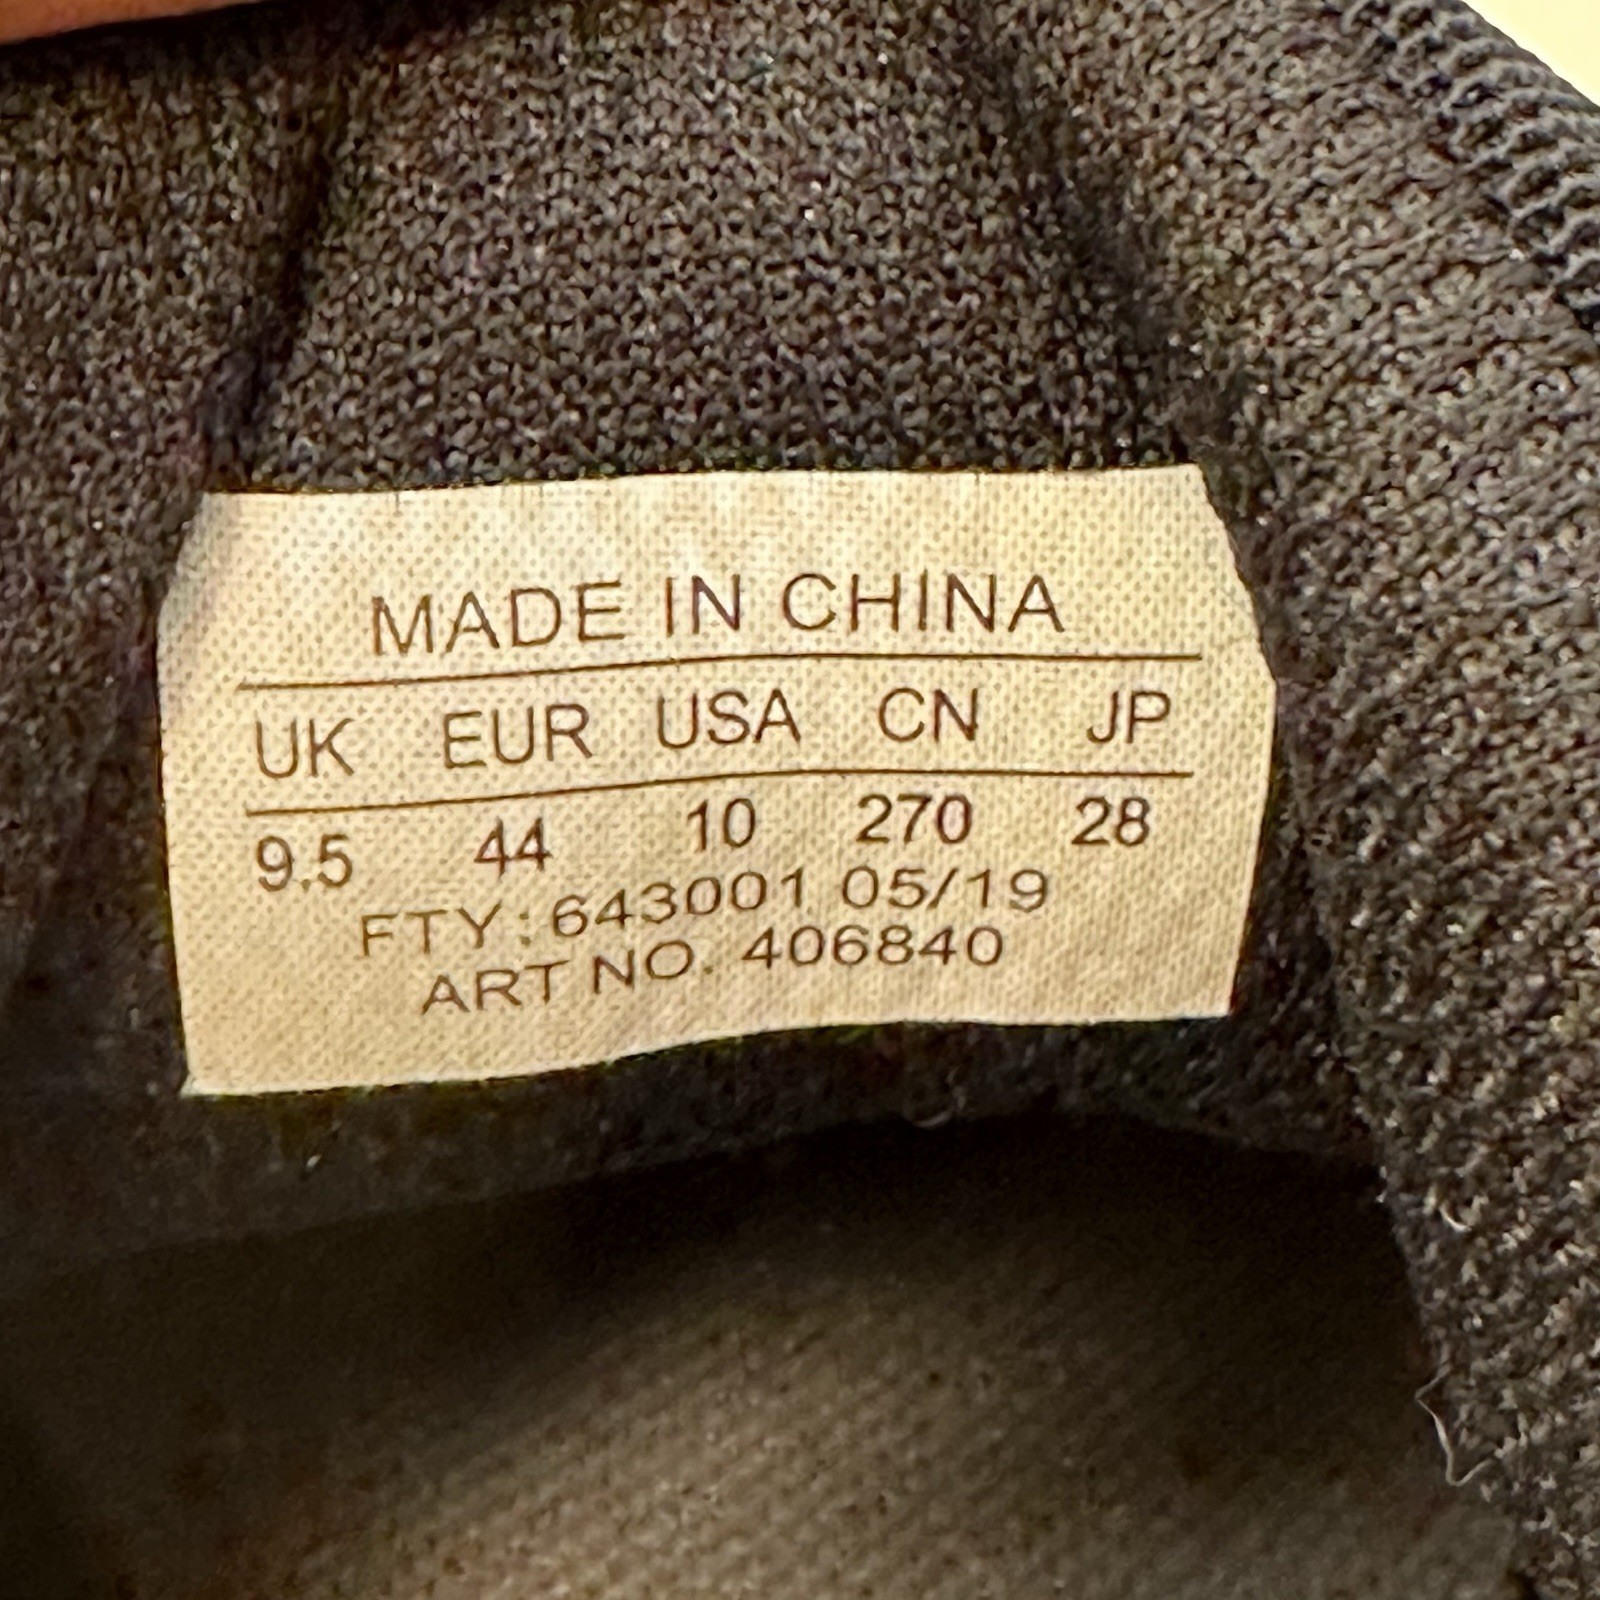 MADE IN CHINA
UK EUR USA CN JP
9.5 44 10 270 28
FTY: 643001 05/19
ART NO. 406840